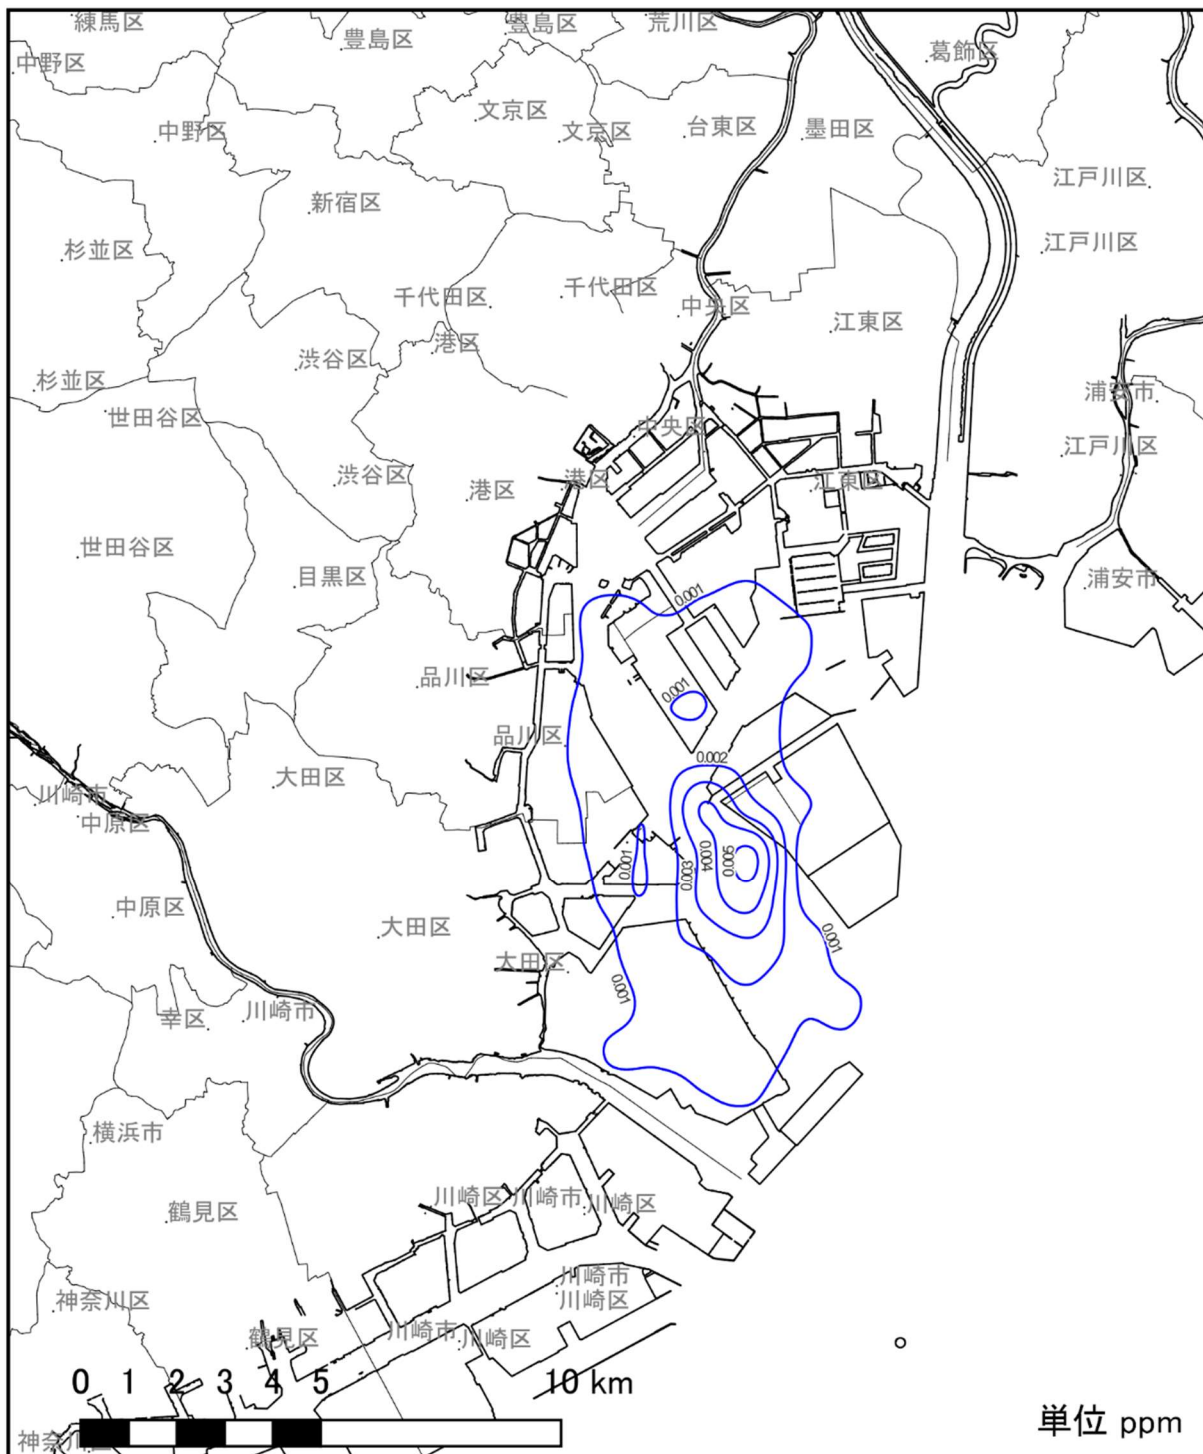 練馬区
豊島区
豊島区
荒川区
中野区
葛飾区
中野区
文京区
文京区
台東区
墨田区
江戸川区
新宿区
杉並区
江戸川区
千代田区
千代田区
中央区
江東区
港区
渋谷区
杉並区
浦安市
世田谷区
中央区
江戸川区
渋谷区
港区
港区
江東区
世田谷区
目黒区
浦安市
0.001
品川区
0.001
品川区
0.002
大田区
川崎市
中原区
0.001
0.003
0.004
0.005
中原区
大田区
0.001
大田区
0.001
幸区
川崎市
横浜市
川崎区
川崎市
川崎区
鶴見区
川崎市
川崎区
神奈川区
鶴見区
川崎市
川崎区
0 1 2 3 4 5 10 km
単位 ppm
神奈川区